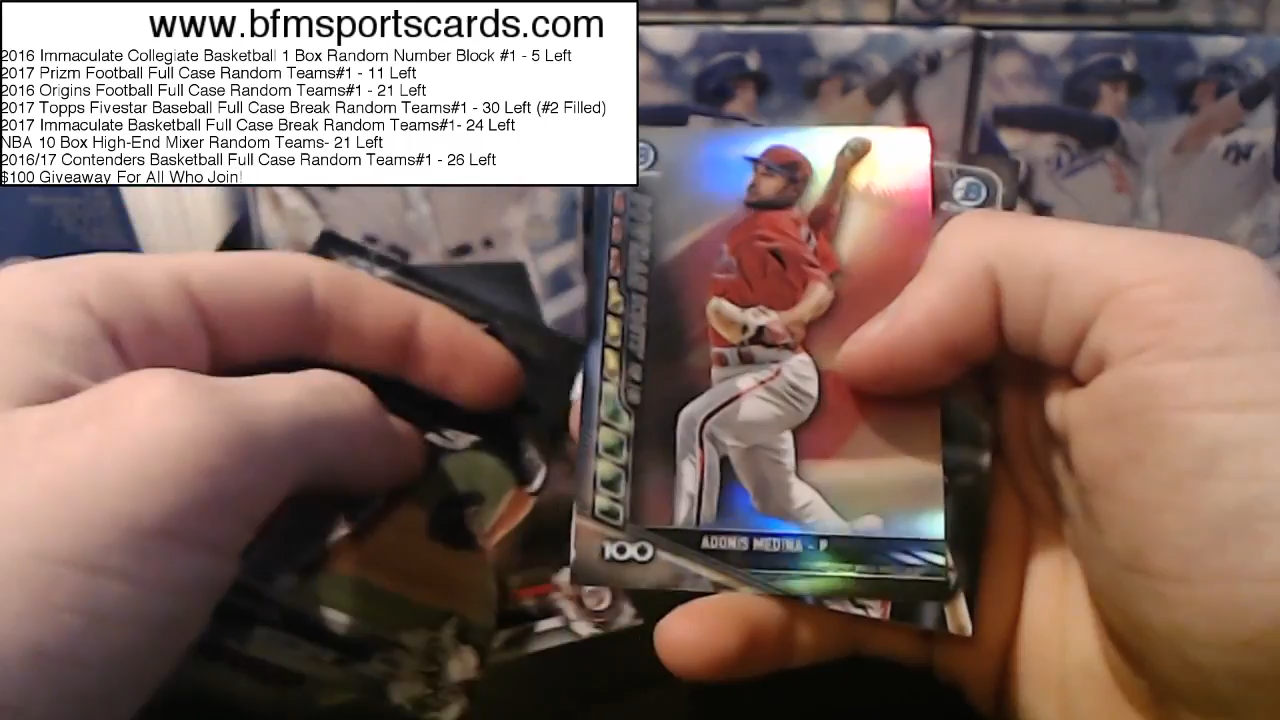 www.bfmsportscards.com
2016 Immaculate Collegiate Basketball 1 Box Random Number Block #1 - 5 Left
2017 Prizm Football Full Case Random Teams#1 - 11 Left
2016 Origins Football Full Case Random Teams#1 - 21 Left
2017 Topps Fivestar Baseball Full Case Break Random Teams#1 - 30 Left (#2 Filled)
2017 Immaculate Basketball Full Case Break Random Teams#1- 24 Left
NBA 10 Box High-End Mixer Random Teams- 21 Left
2016/17 Contenders Basketball Full Case Random Teams#1 - 26 Left
$100 Giveaway For All Who Join!
100
ADONIS MEDINA - P